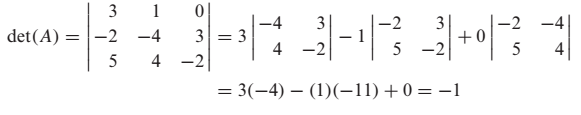 det(A) = | 3 1 0 ; −2 −4 3 ; 5 4 −2 | = 3 | −4 3 ; 4 −2 | − 1 | −2 3 ; 5 −2 | + 0 | −2 −4 ; 5 4 |
= 3(−4) − (1)(−11) + 0 = −1